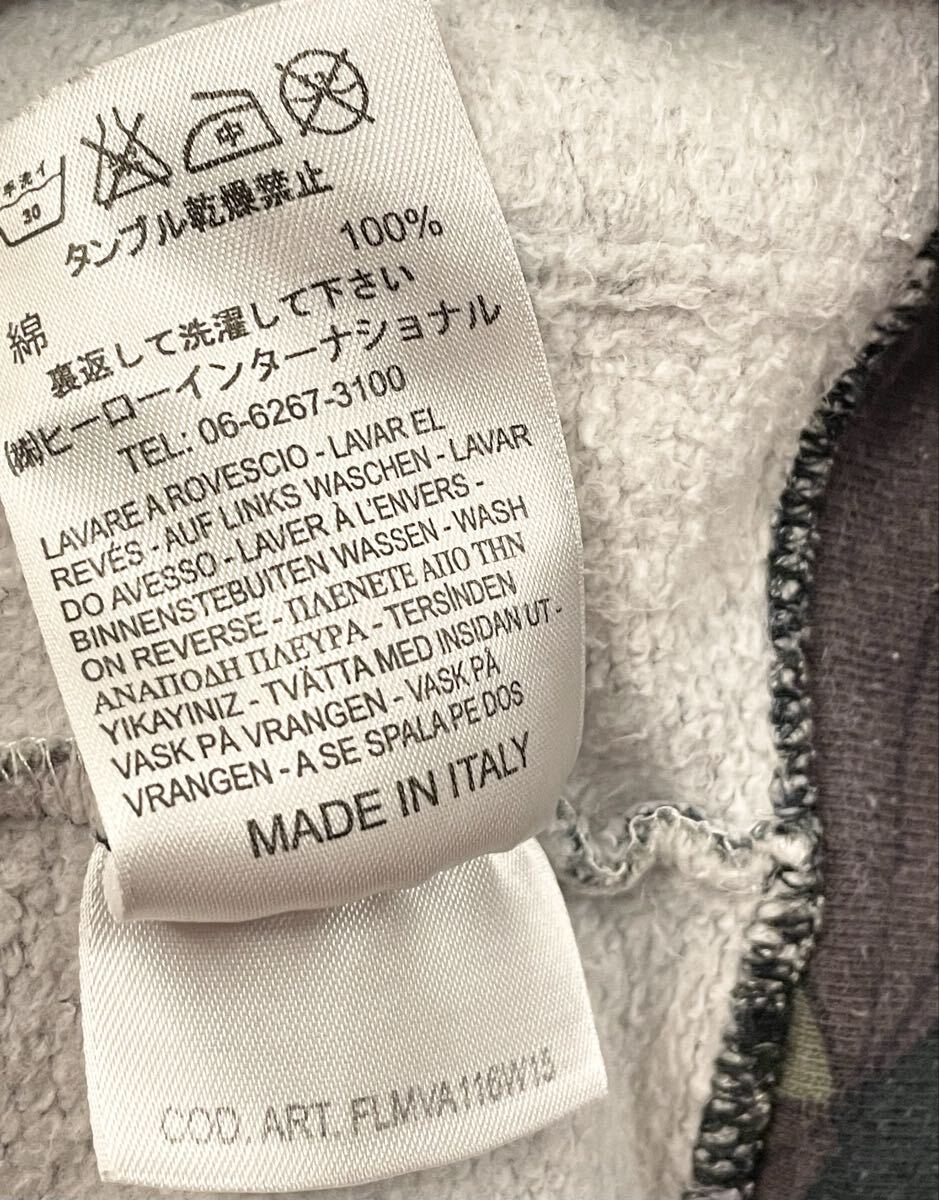 手洗イ
30
中
タンブル乾燥禁止
100%
綿
裏返して洗濯して下さい
㈱ヒーローインターナショナル
TEL: 06-6267-3100
LAVARE A ROVESCIO - LAVAR EL
REVÉS - AUF LINKS WASCHEN - LAVAR
DO AVESSO - LAVER À L'ENVERS -
BINNENSTEBUITEN WASSEN - WASH
ON REVERSE - ΠΛΕΝΕΤΕ ΑΠΟ ΤΗΝ
ΑΝΑΠΟΔΗ ΠΛΕΥΡΑ - TERSİNDEN
YIKAYINIZ - TVÄTTA MED INSIDAN UT -
VASK PÅ VRANGEN - VASK PÅ
VRANGEN - A SE SPALA PE DOS
MADE IN ITALY
COD. ART. FLMVA116W15